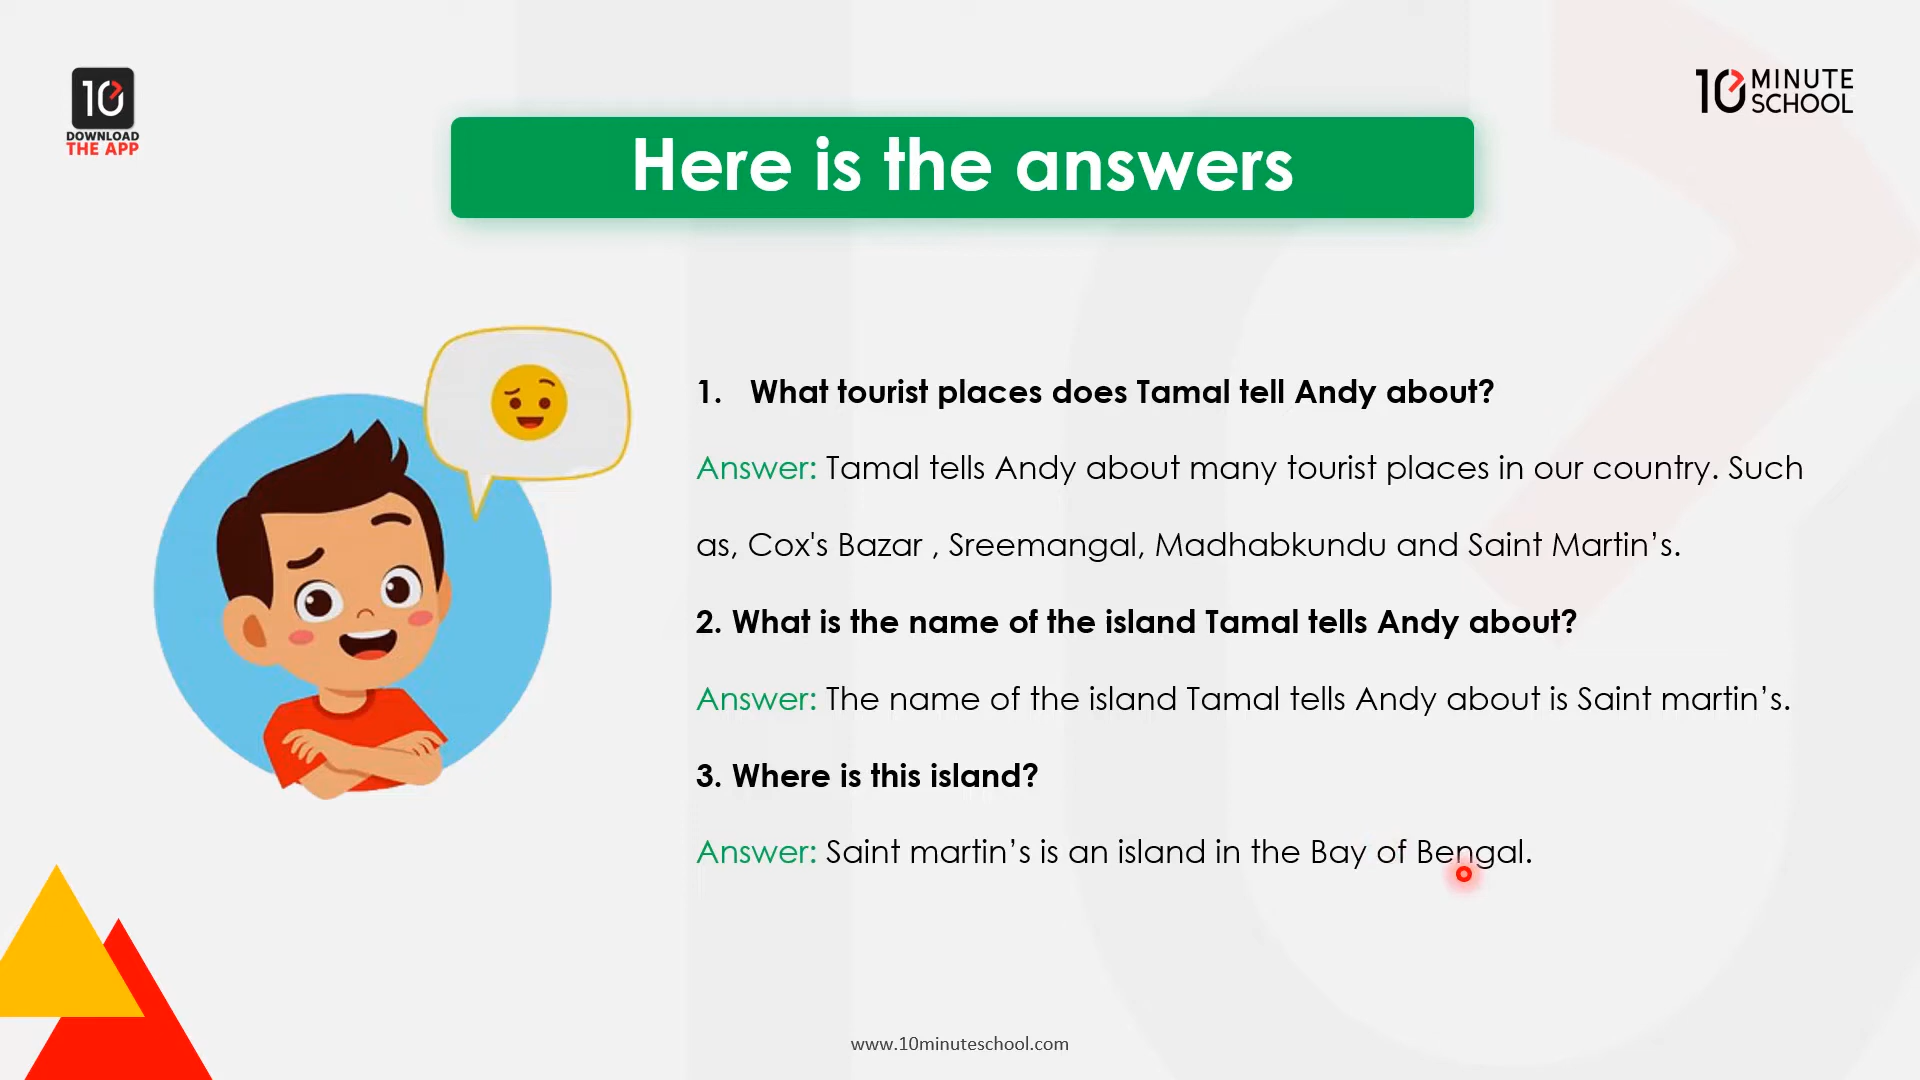 10
DOWNLOAD
THE APP
10 MINUTE
SCHOOL
Here is the answers
1. What tourist places does Tamal tell Andy about?
Answer: Tamal tells Andy about many tourist places in our country. Such
as, Cox's Bazar , Sreemangal, Madhabkundu and Saint Martin’s.
2. What is the name of the island Tamal tells Andy about?
Answer: The name of the island Tamal tells Andy about is Saint martin’s.
3. Where is this island?
Answer: Saint martin’s is an island in the Bay of Bengal.
www.10minuteschool.com